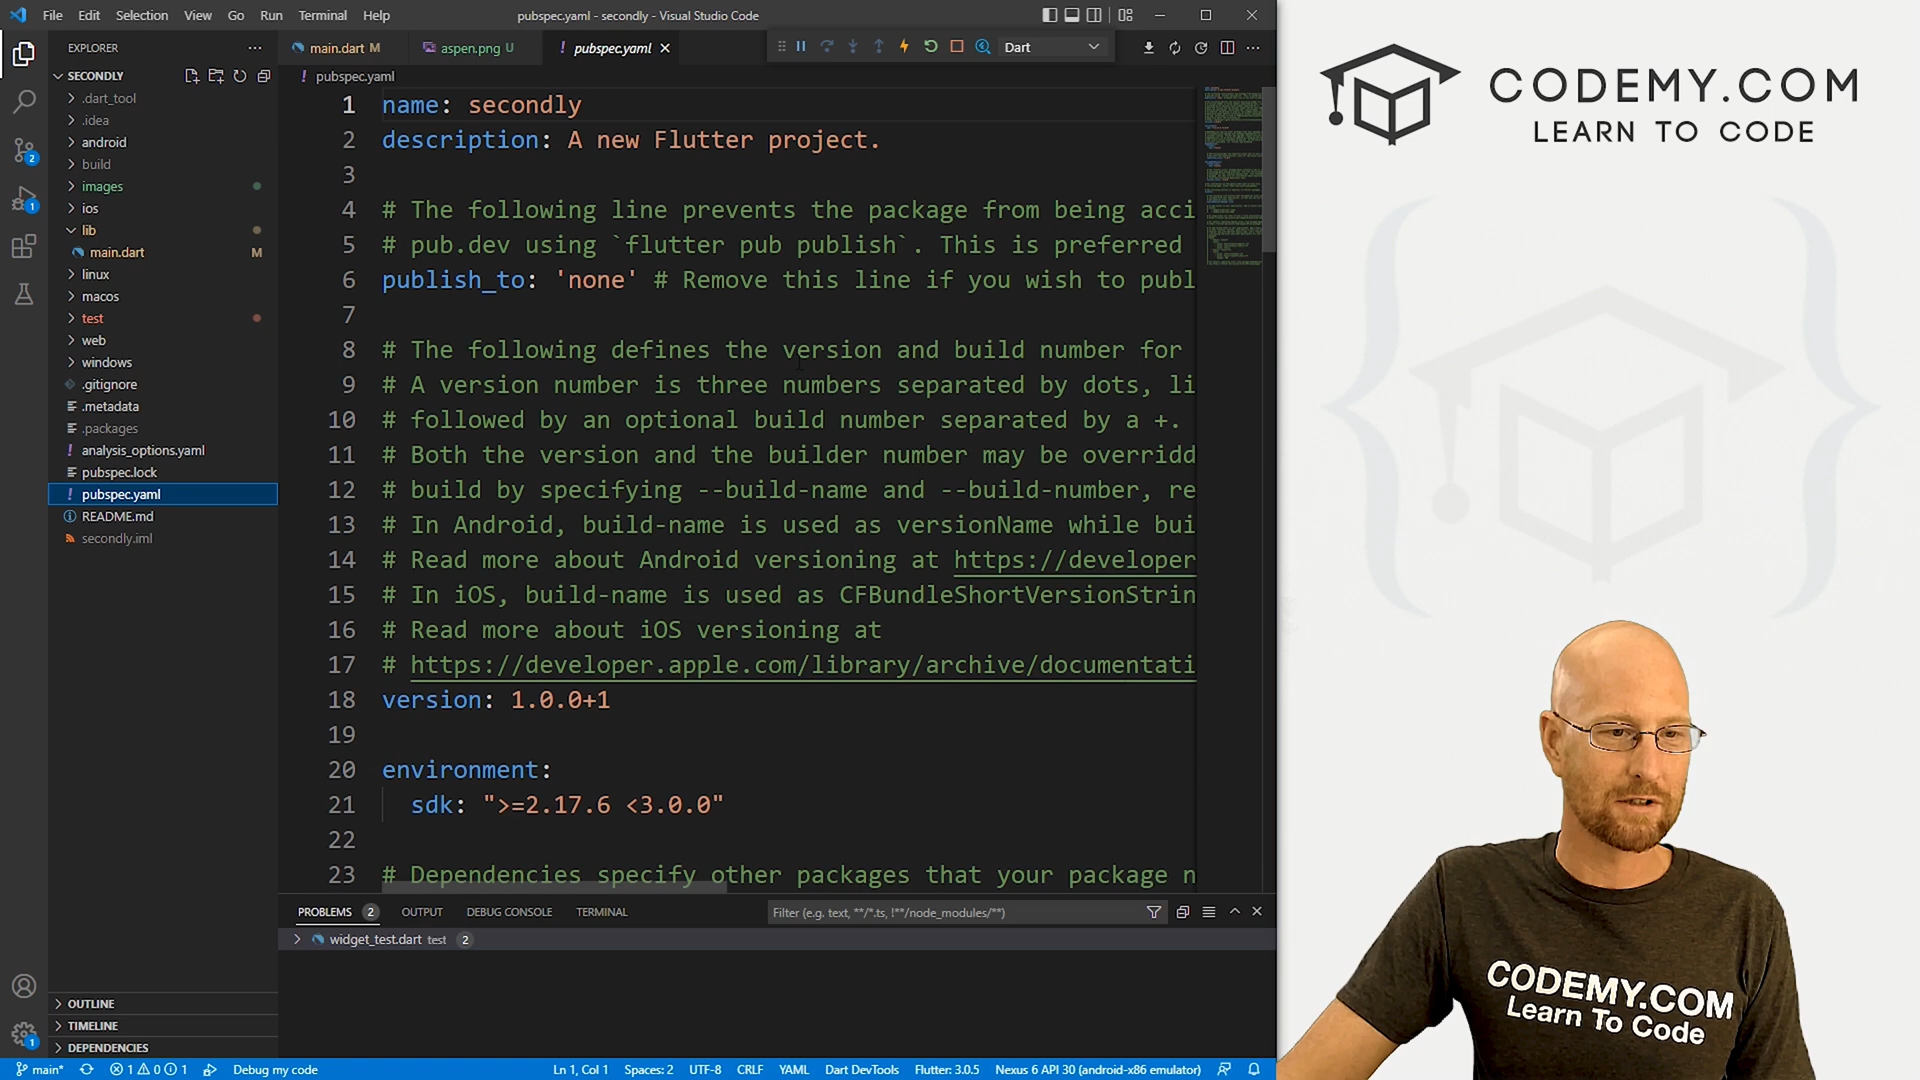 File Edit Selection View Go Run Terminal Help
pubspec.yaml - secondly - Visual Studio Code
EXPLORER
SECONDLY
.dart_tool
.idea
android
build
images
ios
lib
main.dart M
linux
macos
test
web
windows
.gitignore
.metadata
.packages
analysis_options.yaml
pubspec.lock
pubspec.yaml
README.md
secondly.iml
OUTLINE
TIMELINE
DEPENDENCIES
2
1
1
main.dart M
aspen.png U
! pubspec.yaml
Dart
! pubspec.yaml
1 name: secondly
2 description: A new Flutter project.
3
4 # The following line prevents the package from being acci
5 # pub.dev using `flutter pub publish`. This is preferred
6 publish_to: 'none' # Remove this line if you wish to publ
7
8 # The following defines the version and build number for
9 # A version number is three numbers separated by dots, li
10 # followed by an optional build number separated by a +.
11 # Both the version and the builder number may be overridd
12 # build by specifying --build-name and --build-number, re
13 # In Android, build-name is used as versionName while bui
14 # Read more about Android versioning at https://developer
15 # In iOS, build-name is used as CFBundleShortVersionStrin
16 # Read more about iOS versioning at
17 # https://developer.apple.com/library/archive/documentati
18 version: 1.0.0+1
19
20 environment:
21 sdk: ">=2.17.6 <3.0.0"
22
23 # Dependencies specify other packages that your package n
PROBLEMS 2 OUTPUT DEBUG CONSOLE TERMINAL
Filter (e.g. text, **/*.ts, !**/node_modules/**)
widget_test.dart test 2
main* 1 0 1 Debug my code
Ln 1, Col 1 Spaces: 2 UTF-8 CRLF YAML Dart DevTools Flutter: 3.0.5 Nexus 6 API 30 (android-x86 emulator)
CODEMY.COM
LEARN TO CODE
CODEMY.COM
Learn To Code